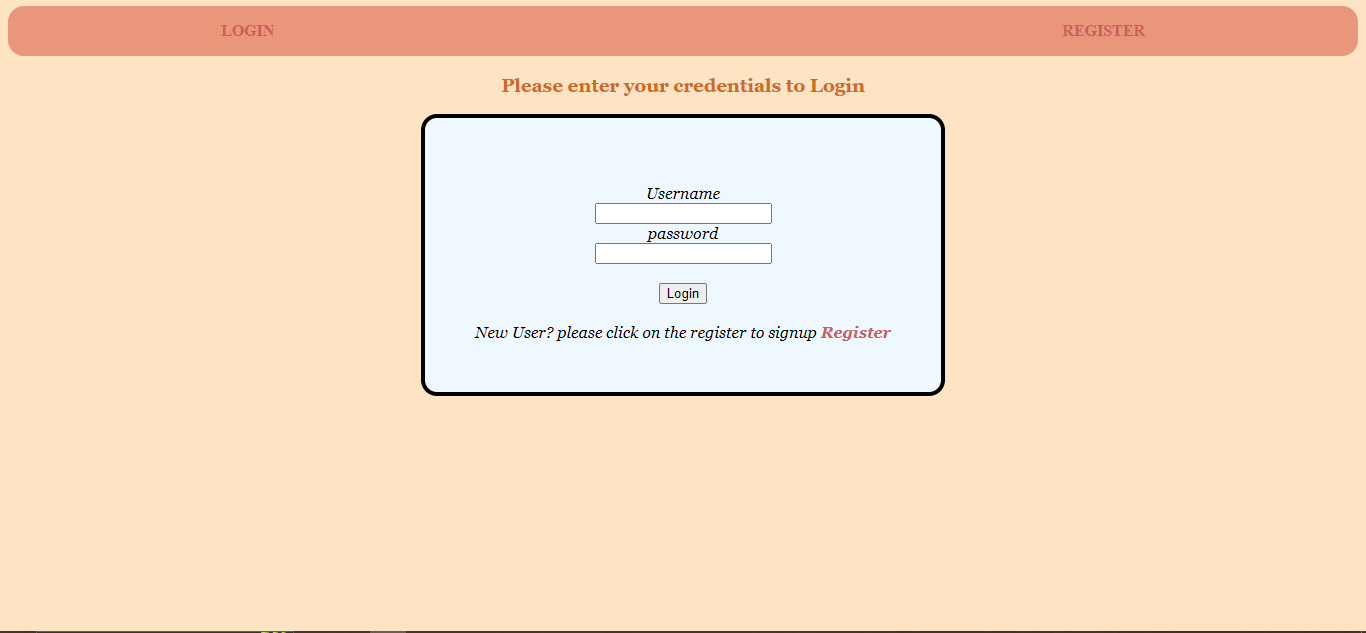 LOGIN REGISTER
Please enter your credentials to Login
Username
password
Login
New User? please click on the register to signup Register